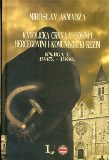 MIROSLAV AKMADŽA
KATOLIČKA CRKVA U BOSNI I
HERCEGOVINI I KOMUNISTIČKI REŽIM
KNJIGA I.
1945. - 1966.